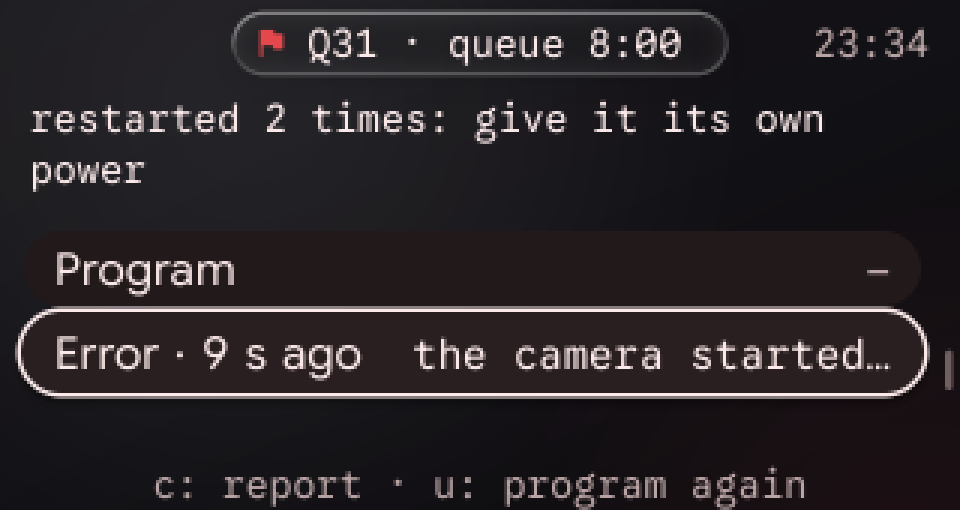 Q31 · queue 8:00
23:34
restarted 2 times: give it its own
power
Program –
Error · 9 s ago the camera started…
c: report · u: program again